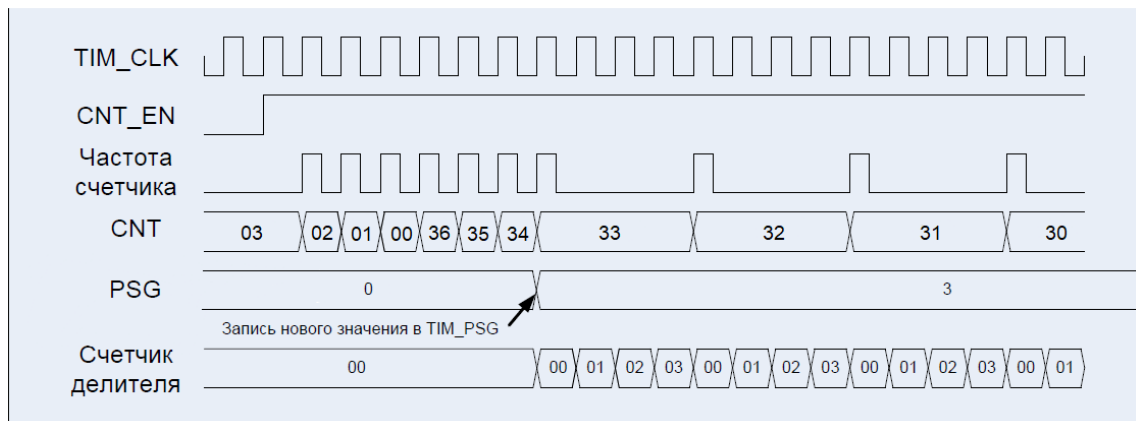 TIM_CLK
CNT_EN
Частота
счетчика
CNT 03 02 01 00 36 35 34 33 32 31 30
PSG 0 3
Запись нового значения в TIM_PSG
Счетчик
делителя 00 00 01 02 03 00 01 02 03 00 01 02 03 00 01